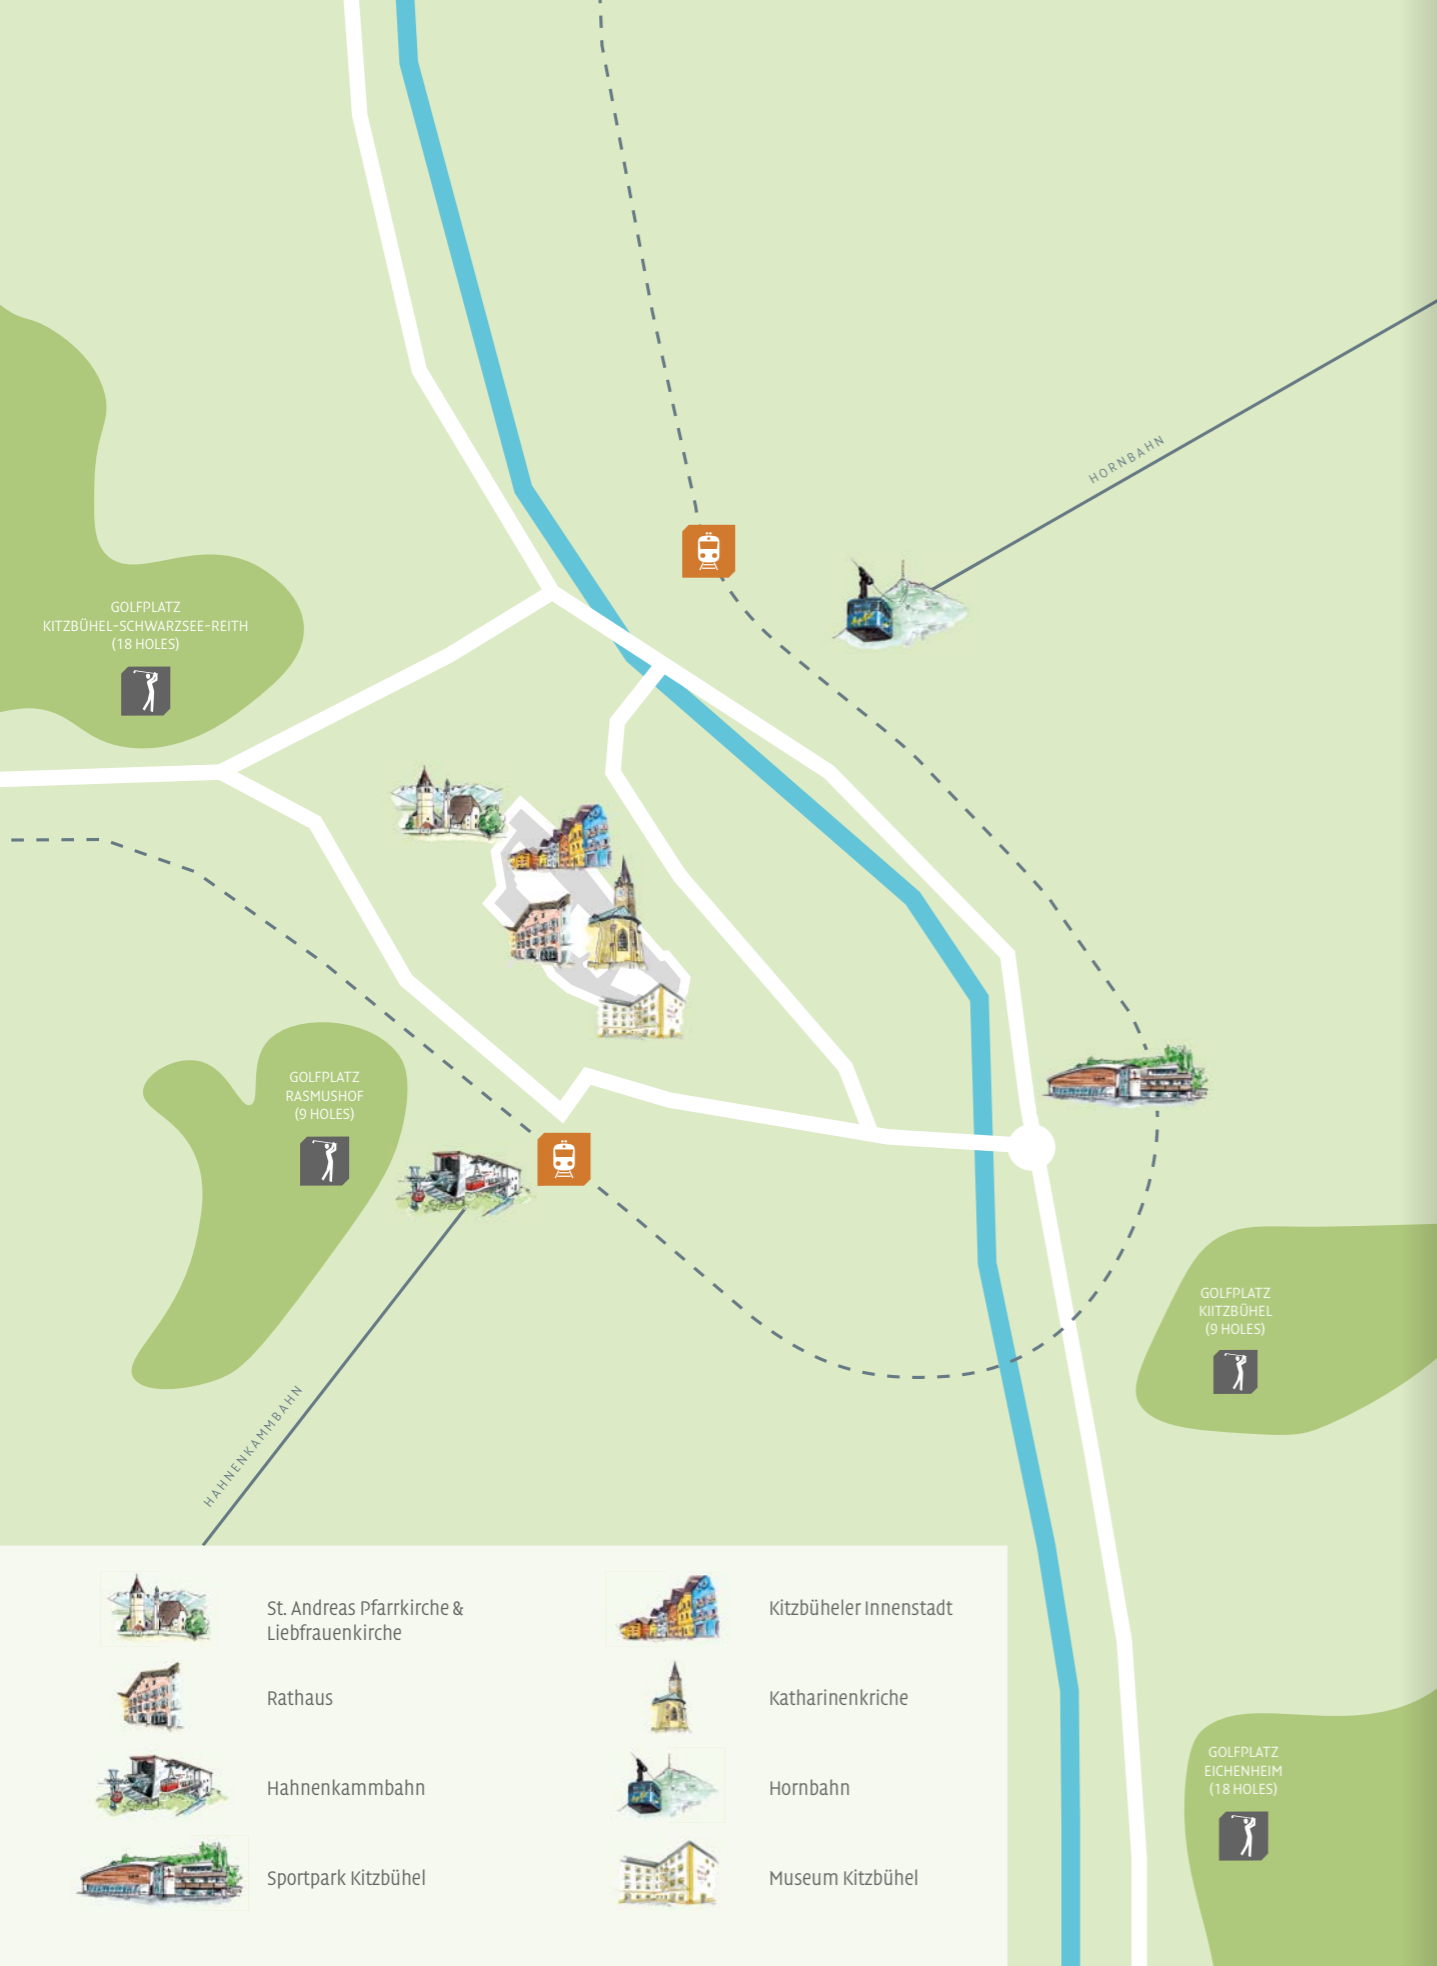 HORNBAHN
GOLFPLATZ
KITZBÜHEL-SCHWARZSEE-REITH
(18 HOLES)
GOLFPLATZ
RASMUSHOF
(9 HOLES)
GOLFPLATZ
KIITZBÜHEL
(9 HOLES)
HAHNENKAMMBAHN
St. Andreas Pfarrkirche &
Liebfrauenkirche
Kitzbüheler Innenstadt
Rathaus
Katharinenkriche
Hahnenkammbahn
Hornbahn
Sportpark Kitzbühel
Museum Kitzbühel
GOLFPLATZ
EICHENHEIM
(18 HOLES)